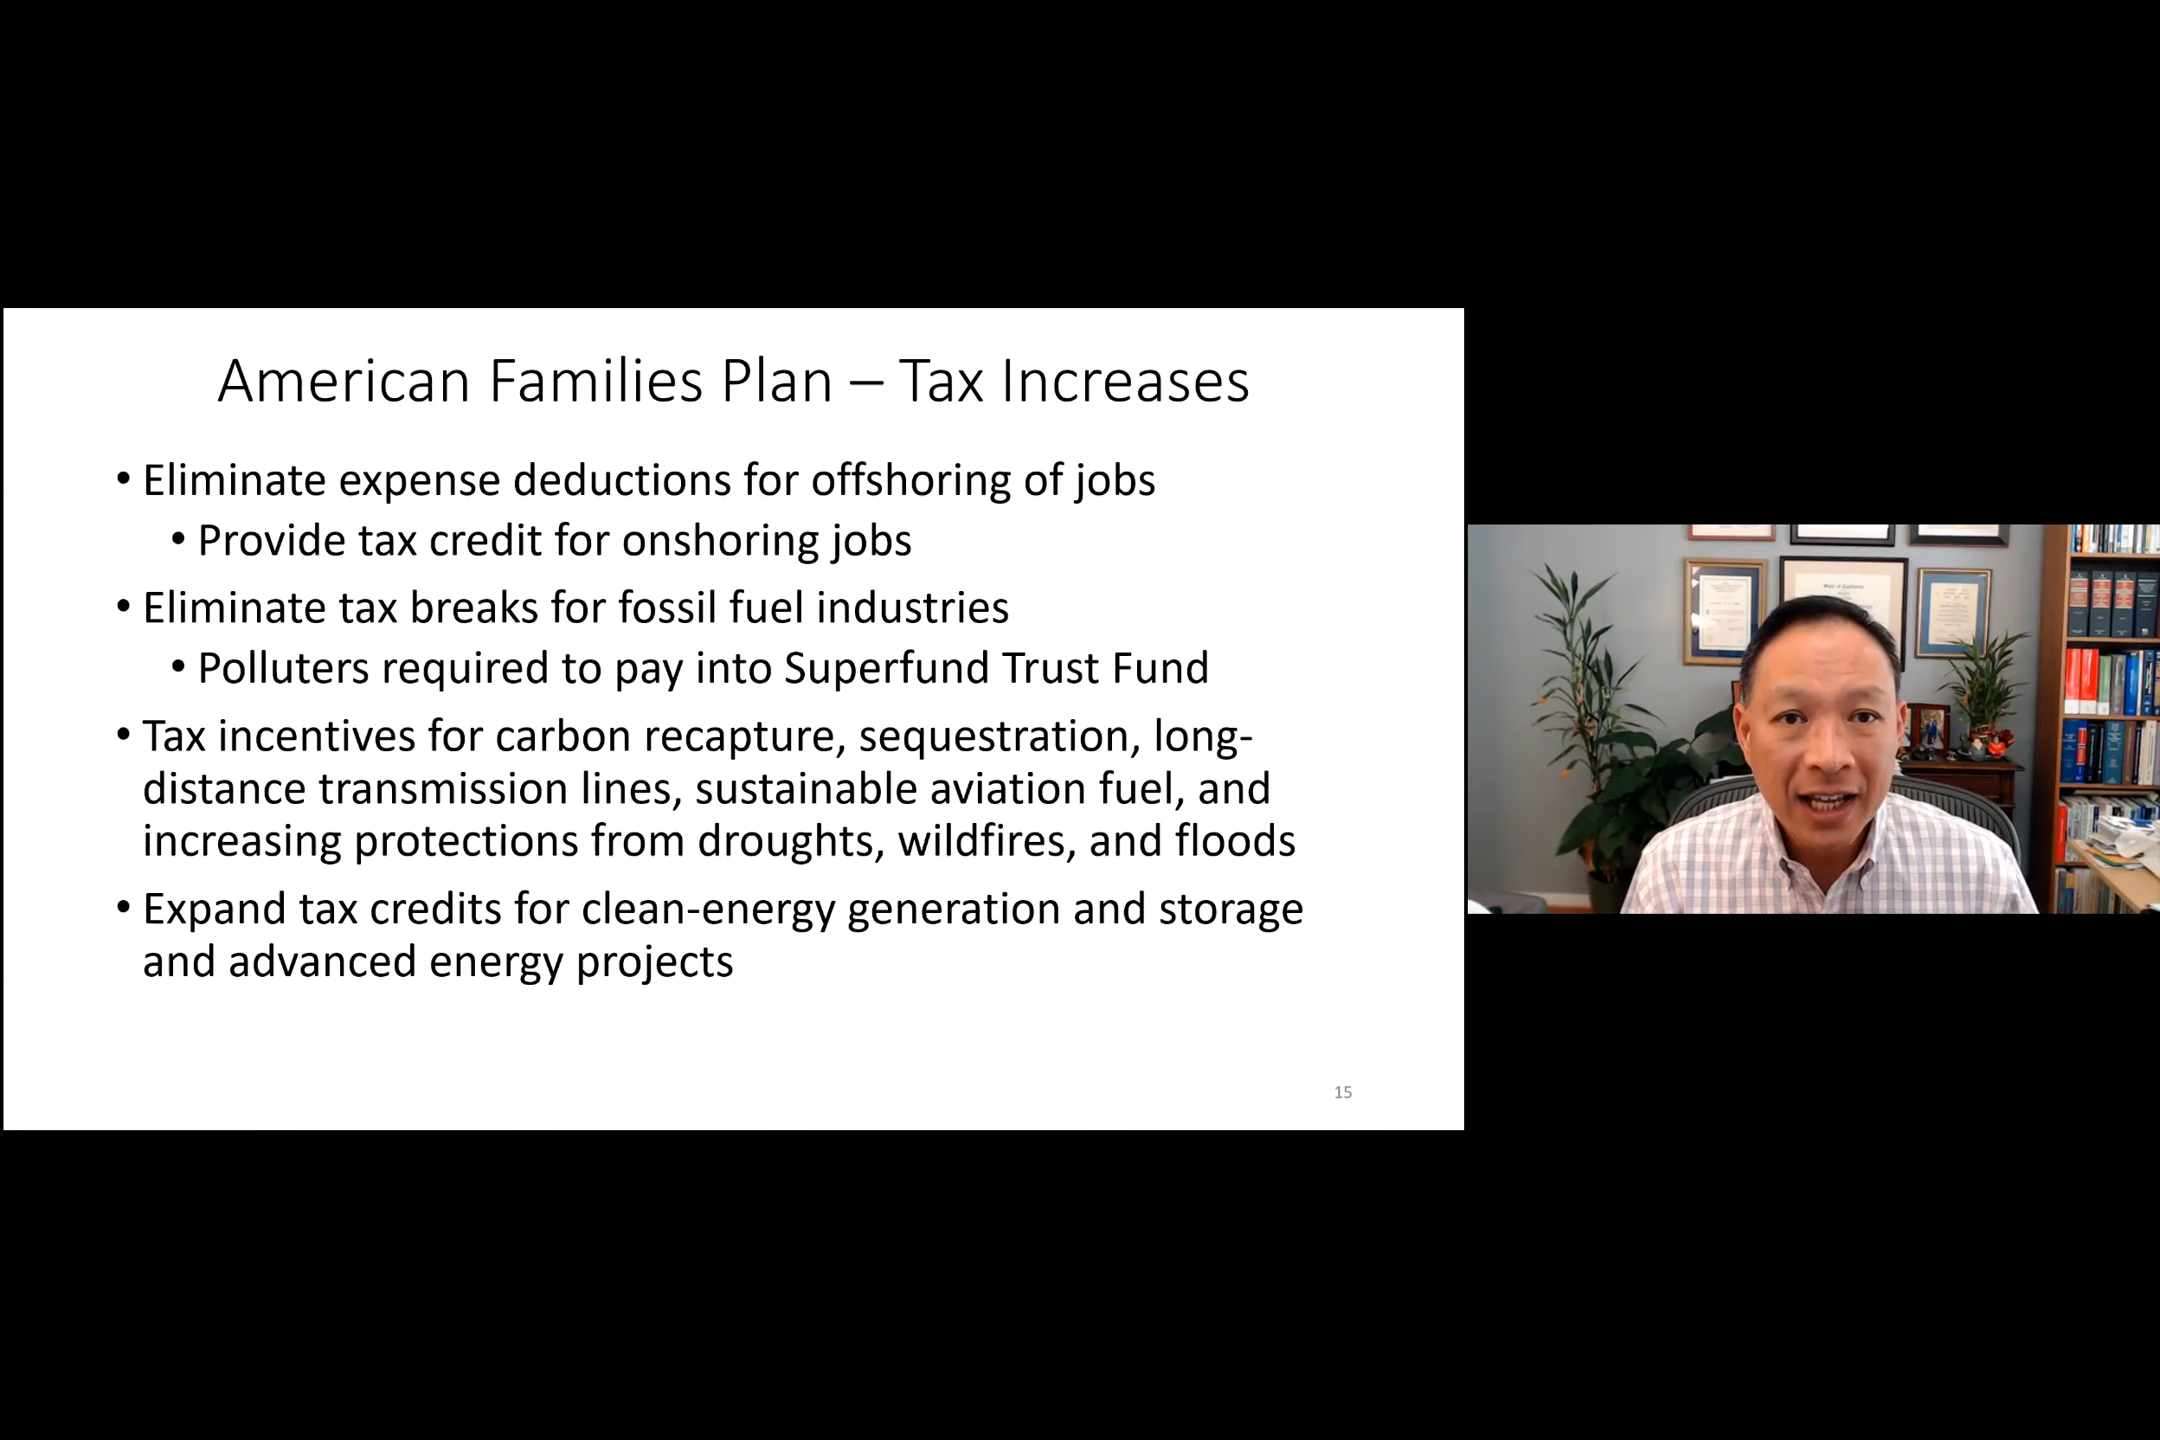 American Families Plan – Tax Increases
• Eliminate expense deductions for offshoring of jobs
• Provide tax credit for onshoring jobs
• Eliminate tax breaks for fossil fuel industries
• Polluters required to pay into Superfund Trust Fund
• Tax incentives for carbon recapture, sequestration, long-
distance transmission lines, sustainable aviation fuel, and
increasing protections from droughts, wildfires, and floods
• Expand tax credits for clean-energy generation and storage
and advanced energy projects
15
State of California